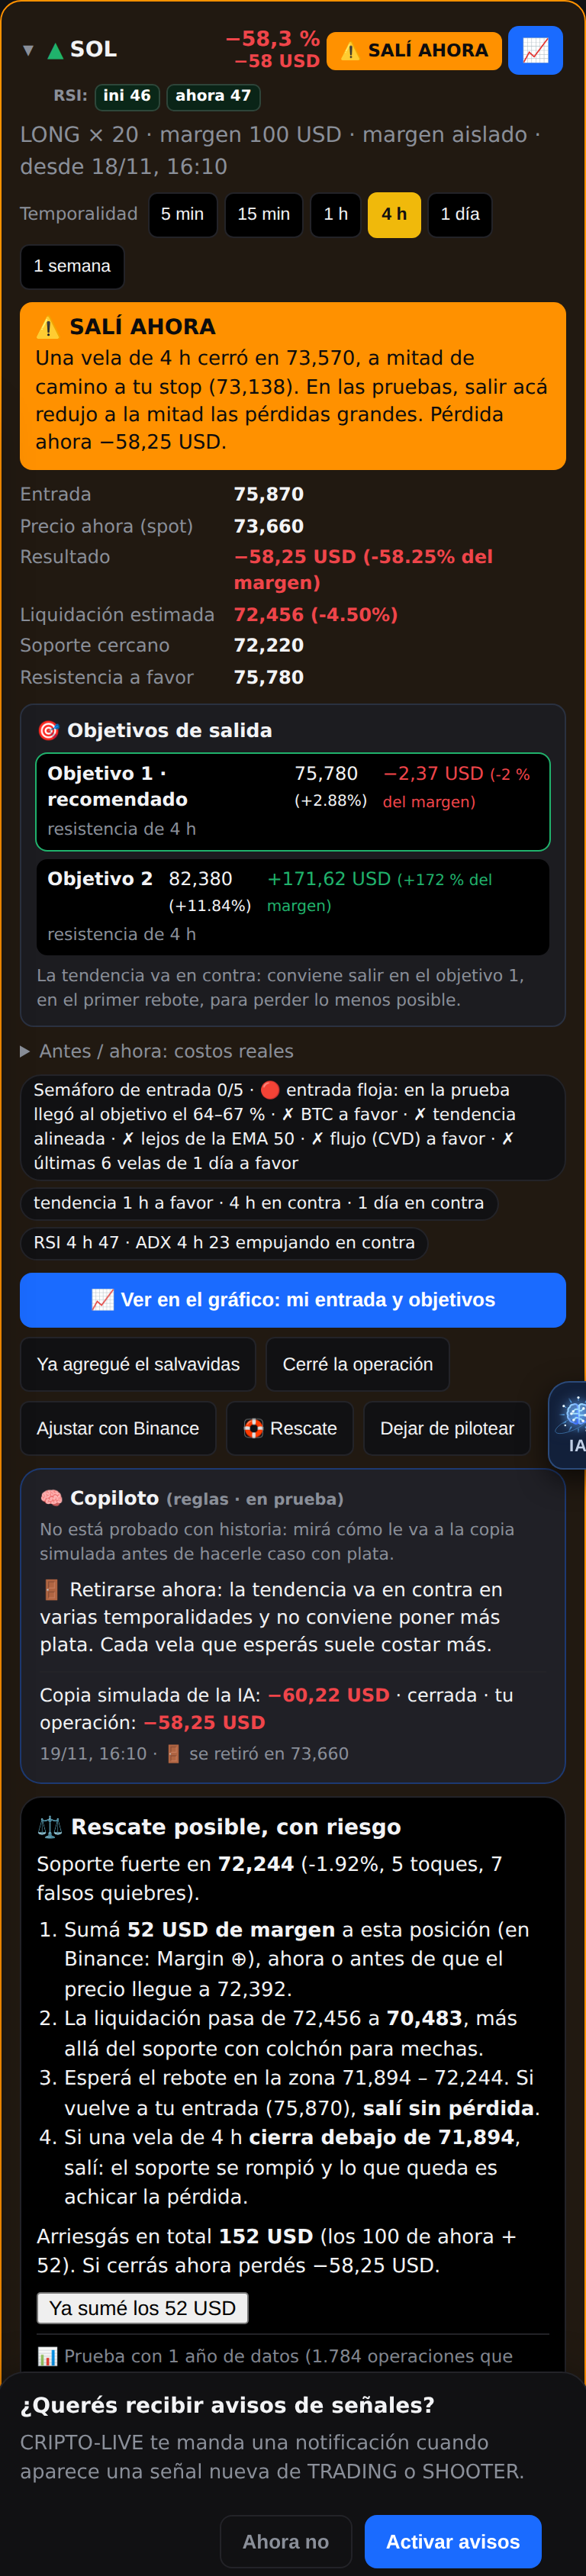 ▼ ▲ SOL
−58,3 %
−58 USD
⚠️ SALÍ AHORA
📈
RSI: ini 46 ahora 47
LONG × 20 · margen 100 USD · margen aislado ·
desde 18/11, 16:10
Temporalidad 5 min 15 min 1 h 4 h 1 día
1 semana
⚠️ SALÍ AHORA
Una vela de 4 h cerró en 73,570, a mitad de
camino a tu stop (73,138). En las pruebas, salir acá
redujo a la mitad las pérdidas grandes. Pérdida
ahora −58,25 USD.
Entrada 75,870
Precio ahora (spot) 73,660
Resultado −58,25 USD (-58.25% del
margen)
Liquidación estimada 72,456 (-4.50%)
Soporte cercano 72,220
Resistencia a favor 75,780
🎯 Objetivos de salida
Objetivo 1 · 75,780 −2,37 USD (-2 %
recomendado (+2.88%) del margen)
resistencia de 4 h
Objetivo 2 82,380 +171,62 USD (+172 % del
(+11.84%) margen)
resistencia de 4 h
La tendencia va en contra: conviene salir en el objetivo 1,
en el primer rebote, para perder lo menos posible.
▶ Antes / ahora: costos reales
Semáforo de entrada 0/5 · 🔴 entrada floja: en la prueba
llegó al objetivo el 64–67 % · ✗ BTC a favor · ✗ tendencia
alineada · ✗ lejos de la EMA 50 · ✗ flujo (CVD) a favor · ✗
últimas 6 velas de 1 día a favor
tendencia 1 h a favor · 4 h en contra · 1 día en contra
RSI 4 h 47 · ADX 4 h 23 empujando en contra
📈 Ver en el gráfico: mi entrada y objetivos
Ya agregué el salvavidas Cerré la operación
Ajustar con Binance 🛟 Rescate Dejar de pilotear
IA
🧠 Copiloto (reglas · en prueba)
No está probado con historia: mirá cómo le va a la copia
simulada antes de hacerle caso con plata.
🚪 Retirarse ahora: la tendencia va en contra en
varias temporalidades y no conviene poner más
plata. Cada vela que esperás suele costar más.
Copia simulada de la IA: −60,22 USD · cerrada · tu
operación: −58,25 USD
19/11, 16:10 · 🚪 se retiró en 73,660
⚖️ Rescate posible, con riesgo
Soporte fuerte en 72,244 (-1.92%, 5 toques, 7
falsos quiebres).
1. Sumá 52 USD de margen a esta posición (en
Binance: Margin ⊕), ahora o antes de que el
precio llegue a 72,392.
2. La liquidación pasa de 72,456 a 70,483, más
allá del soporte con colchón para mechas.
3. Esperá el rebote en la zona 71,894 – 72,244. Si
vuelve a tu entrada (75,870), salí sin pérdida.
4. Si una vela de 4 h cierra debajo de 71,894,
salí: el soporte se rompió y lo que queda es
achicar la pérdida.
Arriesgás en total 152 USD (los 100 de ahora +
52). Si cerrás ahora perdés −58,25 USD.
Ya sumé los 52 USD
📊 Prueba con 1 año de datos (1.784 operaciones que
¿Querés recibir avisos de señales?
CRIPTO-LIVE te manda una notificación cuando
aparece una señal nueva de TRADING o SHOOTER.
Ahora no Activar avisos